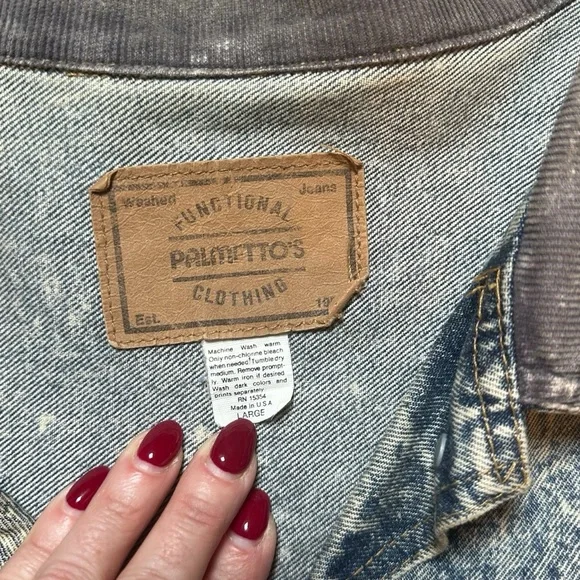 Washed Jeans
FUNCTIONAL
PALMETTO'S
CLOTHING
Est. 19
Machine Wash warm.
Only non-chlorine bleach
when needed. Tumble dry
medium. Remove prompt-
ly. Warm iron if desired
Wash dark colors and
prints separately.
RN 15354
Made in U.S.A
LARGE